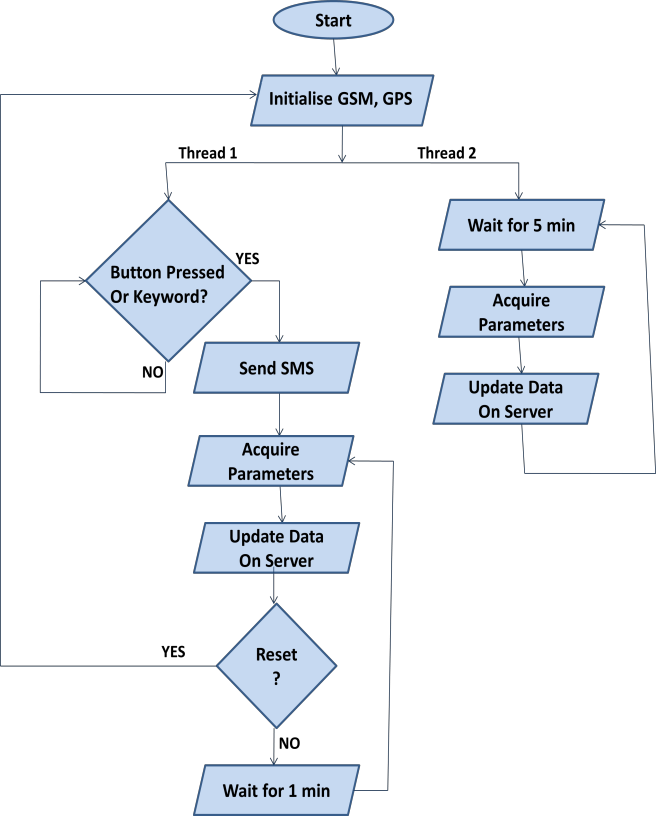 Start
Initialise GSM, GPS
Thread 1
Thread 2
Button Pressed
Or Keyword?
YES
NO
Send SMS
Acquire
Parameters
Update Data
On Server
Reset
?
YES
NO
Wait for 1 min
Wait for 5 min
Acquire
Parameters
Update Data
On Server